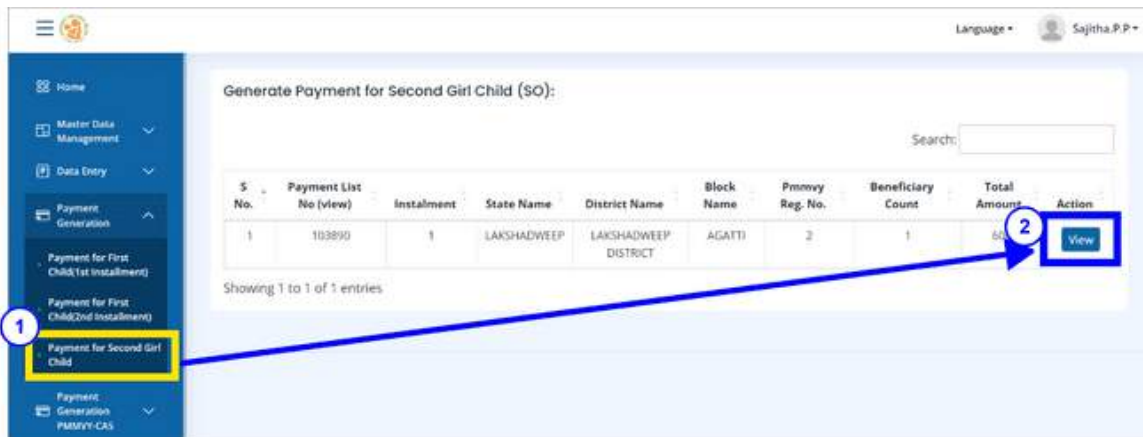 Language
Sajitha.P.P
Home
Master Data
Management
Data Entry
Payment
Generation
Payment for First
Child(1st Installment)
Payment for First
Child(2nd Installment)
1
Payment for Second Girl
Child
Payment
Generation
PMMVY-CAS
Generate Payment for Second Girl Child (SO):
Search:
S No. Payment List No (view) Instalment State Name District Name Block Name Pmmvy Reg. No. Beneficiary Count Total Amount Action
1 103890 1 LAKSHADWEEP LAKSHADWEEP DISTRICT AGATTI 2 1 View
2
Showing 1 to 1 of 1 entries